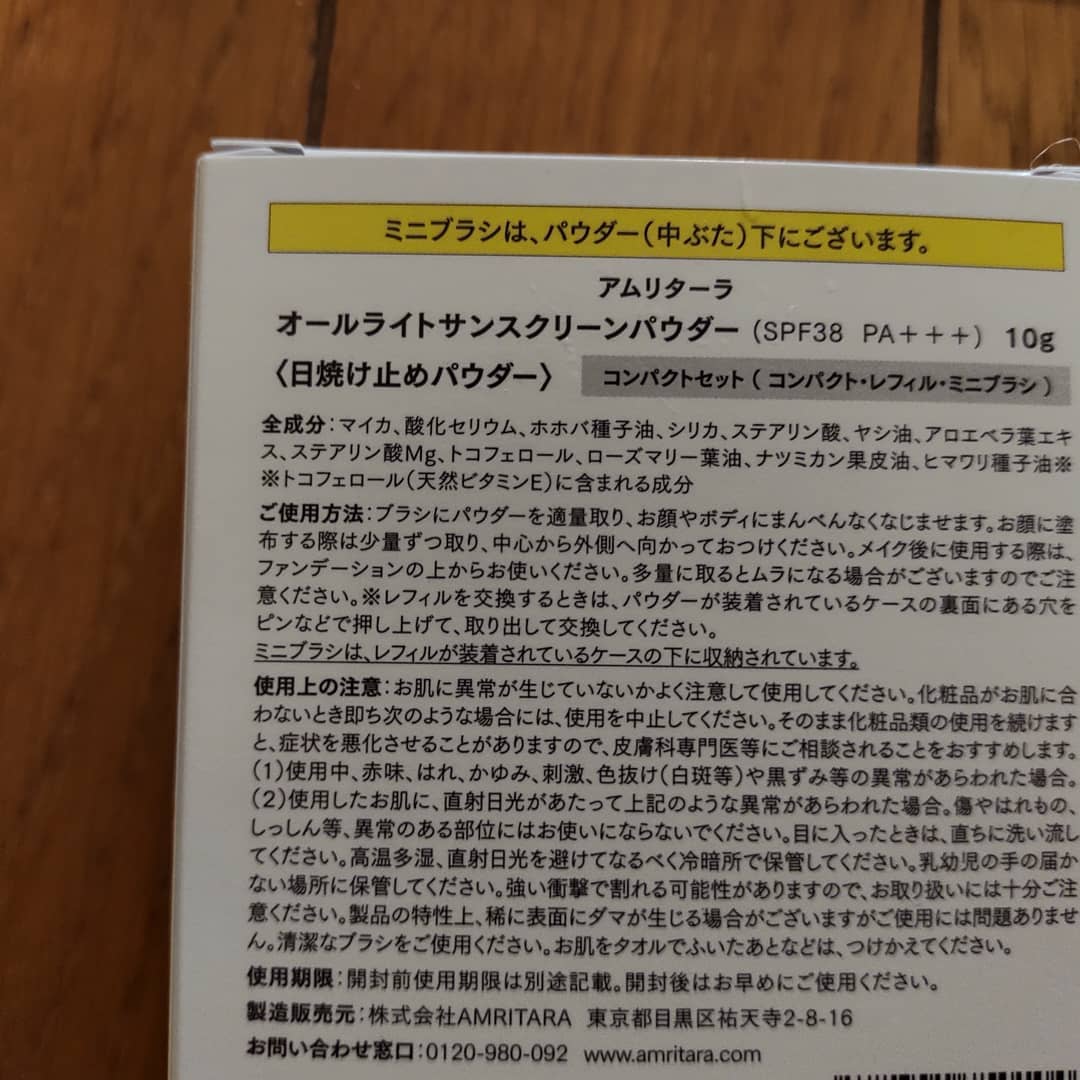 ミニブラシは、パウダー(中ぶた)下にございます。
アムリターラ
オールライトサンスクリーンパウダー (SPF38 PA+++) 10g
〈日焼け止めパウダー〉 コンパクトセット ( コンパクト・レフィル・ミニブラシ )
全成分:マイカ、酸化セリウム、ホホバ種子油、シリカ、ステアリン酸、ヤシ油、アロエベラ葉エキ
ス、ステアリン酸Mg、トコフェロール、ローズマリー葉油、ナツミカン果皮油、ヒマワリ種子油※
※トコフェロール(天然ビタミンE)に含まれる成分
ご使用方法:ブラシにパウダーを適量取り、お顔やボディにまんべんなくなじませます。お顔に塗
布する際は少量ずつ取り、中心から外側へ向かっておつけください。メイク後に使用する際は、
ファンデーションの上からお使いください。多量に取るとムラになる場合がございますのでご注
意ください。※レフィルを交換するときは、パウダーが装着されているケースの裏面にある穴を
ピンなどで押し上げて、取り出して交換してください。
ミニブラシは、レフィルが装着されているケースの下に収納されています。
使用上の注意:お肌に異常が生じていないかよく注意して使用してください。化粧品がお肌に合
わないとき即ち次のような場合には、使用を中止してください。そのまま化粧品類の使用を続けます
と、症状を悪化させることがありますので、皮膚科専門医等にご相談されることをおすすめします。
(1)使用中、赤味、はれ、かゆみ、刺激、色抜け(白斑等)や黒ずみ等の異常があらわれた場合。
(2)使用したお肌に、直射日光があたって上記のような異常があらわれた場合。傷やはれもの、
しっしん等、異常のある部位にはお使いにならないでください。目に入ったときは、直ちに洗い流し
てください。高温多湿、直射日光を避けてなるべく冷暗所で保管してください。乳幼児の手の届か
ない場所に保管してください。強い衝撃で割れる可能性がありますので、お取り扱いには十分ご注
意ください。製品の特性上、稀に表面にダマが生じる場合がございますがご使用には問題ありませ
ん。清潔なブラシをご使用ください。お肌をタオルでふいたあとなどは、つけかえてください。
使用期限:開封前使用期限は別途記載。開封後はお早めにご使用ください。
製造販売元:株式会社AMRITARA 東京都目黒区祐天寺2-8-16
お問い合わせ窓口:0120-980-092 www.amritara.com